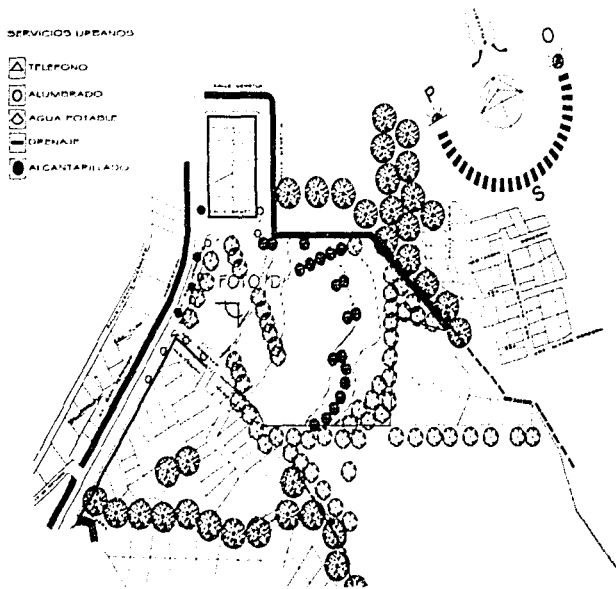 SERVICIOS URBANOS
TELEFONO
ALUMBRADO
AGUA POTABLE
DRENAJE
ALCANTARILLADO
O
P
S
FOTO D